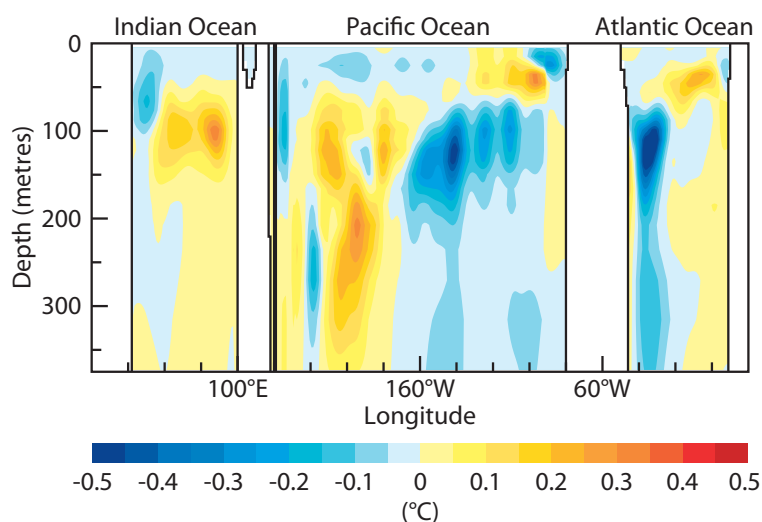 Indian Ocean Pacific Ocean Atlantic Ocean
0
100
200
300
Depth (metres)
100°E 160°W 60°W
Longitude
-0.5 -0.4 -0.3 -0.2 -0.1 0 0.1 0.2 0.3 0.4 0.5
(°C)